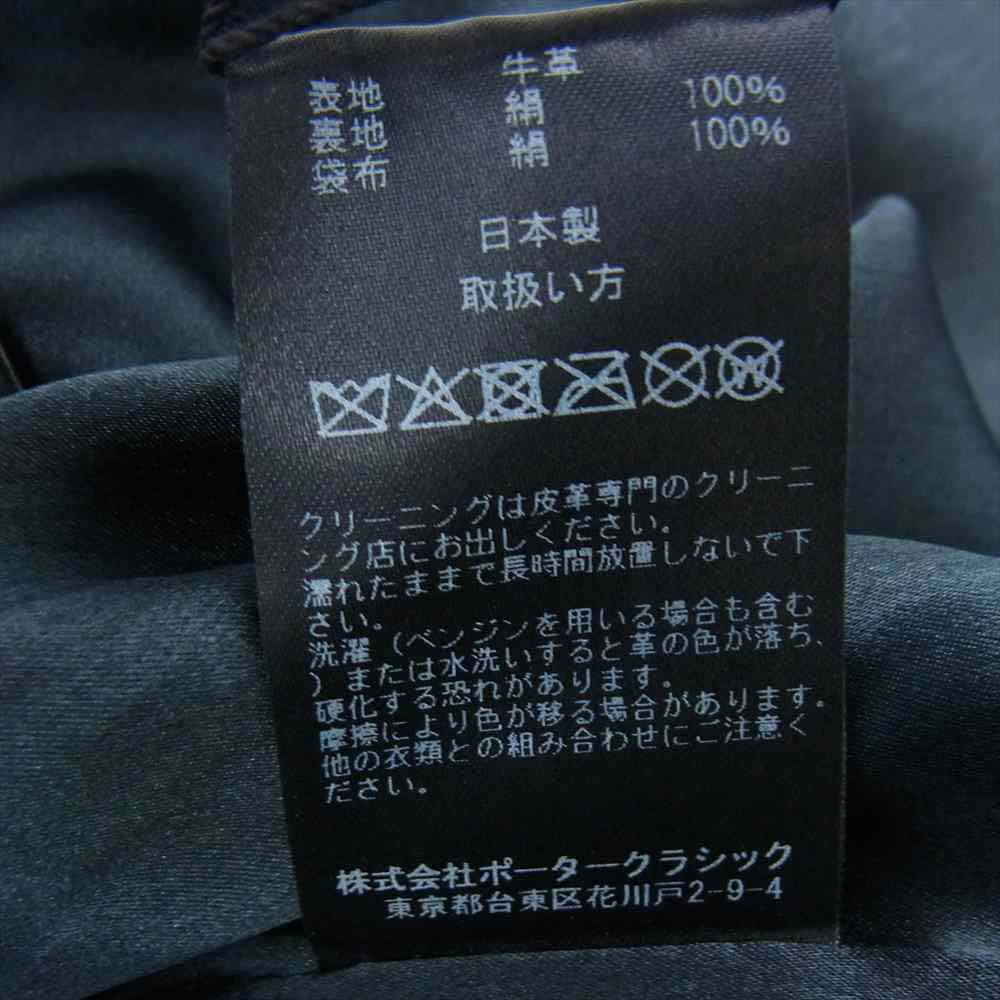 表地 牛革
裏地 絹 100%
袋布 絹 100%
日本製
取扱い方
W
クリーニングは皮革専門のクリーニ
ング店にお出しください。
濡れたままで長時間放置しないで下
さい。
洗濯（ベンジンを用いる場合も含む
）または水洗いすると革の色が落ち、
硬化する恐れがあります。
摩擦により色が移る場合があります。
他の衣類との組み合わせにご注意く
ださい。
株式会社ポータークラシック
東京都台東区花川戸2-9-4